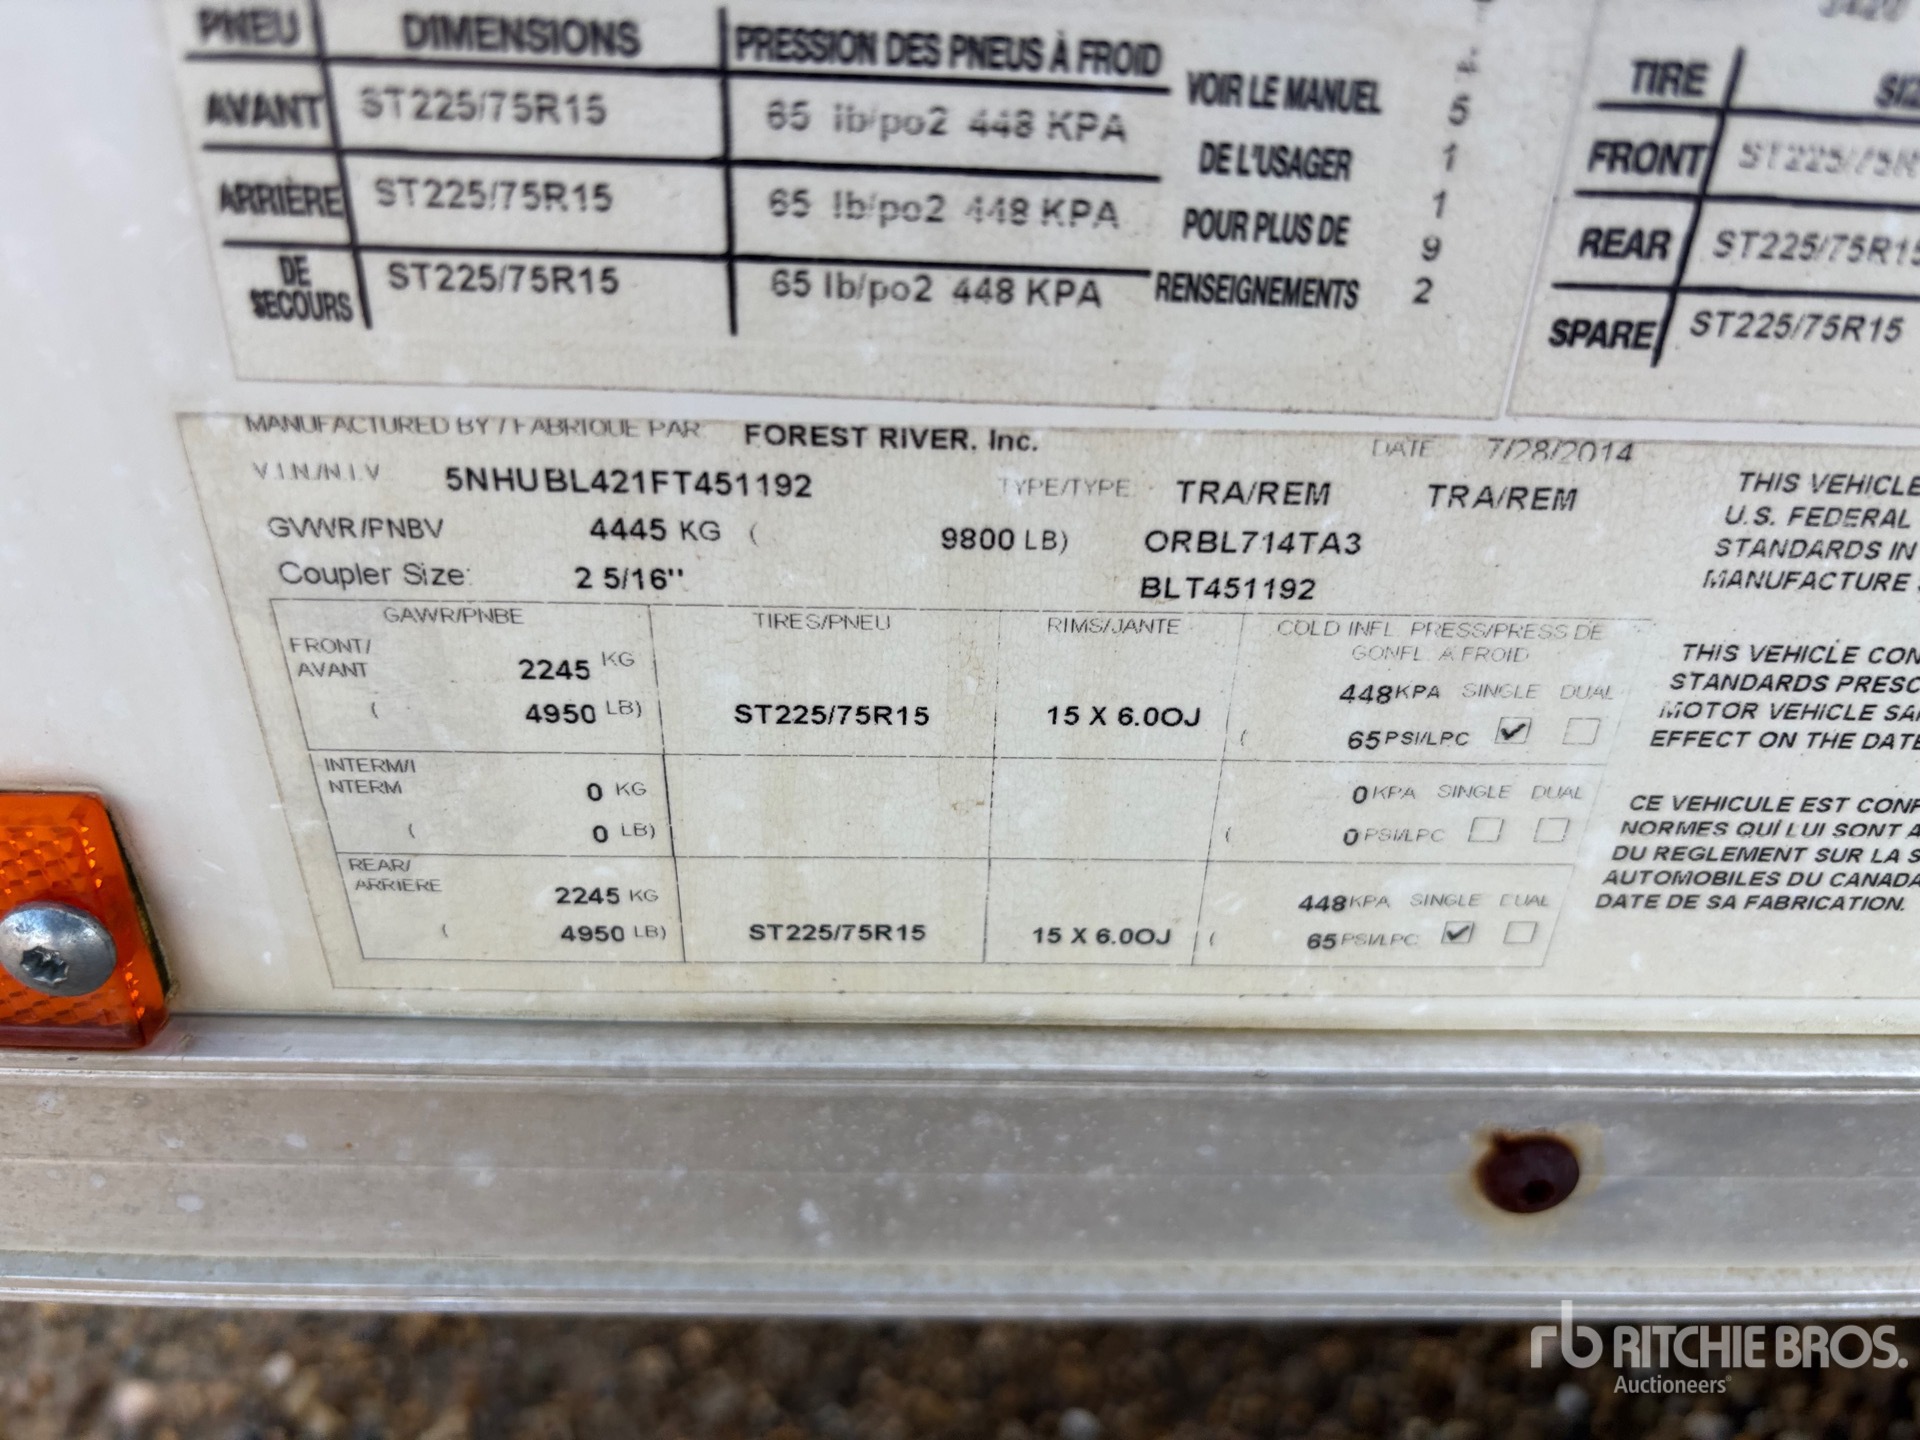 PNEU DIMENSIONS PRESSION DES PNEUS À FROID
AVANT ST225/75R15 65 lb/po2 448 KPA
ARRIÈRE ST225/75R15 65 lb/po2 448 KPA
DE SECOURS ST225/75R15 65 lb/po2 448 KPA
VOIR LE MANUEL
DE L'USAGER
POUR PLUS DE
RENSEIGNEMENTS
5
1
1
9
2
TIRE
FRONT ST225/75R
REAR ST225/75R15
SPARE ST225/75R15
MANUFACTURED BY / FABRIQUE PAR FOREST RIVER, Inc. DATE 7/28/2014
V.I.N./N.I.V 5NHUBL421FT451192 TYPE/TYPE TRA/REM TRA/REM
GVWR/PNBV 4445 KG ( 9800 LB) ORBL714TA3
Coupler Size: 2 5/16" BLT451192
GAWR/PNBE TIRES/PNEU RIMS/JANTE COLD INFL. PRESS/PRESS DE
GONFL. A FROID
FRONT/
AVANT 2245 KG 448 KPA SINGLE DUAL
( 4950 LB) ST225/75R15 15 X 6.0OJ ( 65 PSI/LPC
INTERM/I
NTERM 0 KG 0 KPA SINGLE DUAL
( 0 LB) ( 0 PSI/LPC
REAR/
ARRIERE 2245 KG 448 KPA SINGLE DUAL
( 4950 LB) ST225/75R15 15 X 6.0OJ ( 65 PSI/LPC
THIS VEHICLE
U.S. FEDERAL
STANDARDS IN
MANUFACTURE
THIS VEHICLE CON
STANDARDS PRESC
MOTOR VEHICLE SA
EFFECT ON THE DATE
CE VEHICULE EST CONF
NORMES QUI LUI SONT A
DU REGLEMENT SUR LA S
AUTOMOBILES DU CANADA
DATE DE SA FABRICATION.
rb RITCHIE BROS.
Auctioneers